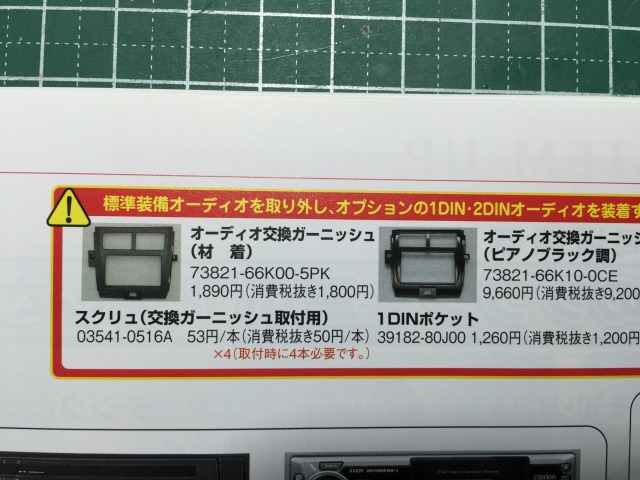 標準装備オーディオを取り外し、オプションの1DIN・2DINオーディオを装着す
オーディオ交換ガーニッシュ
(材 着)
73821-66K00-5PK
1,890円(消費税抜き1,800円)
オーディオ交換ガーニッシ
(ピアノブラック調)
73821-66K10-0CE
9,660円(消費税抜き9,200
スクリュ(交換ガーニッシュ取付用)
03541-0516A 53円/本(消費税抜き50円/本)
×4(取付時に4本必要です。)
1DINポケット
39182-80J00 1,260円(消費税抜き1,200円
Full Logic Control System
clarion